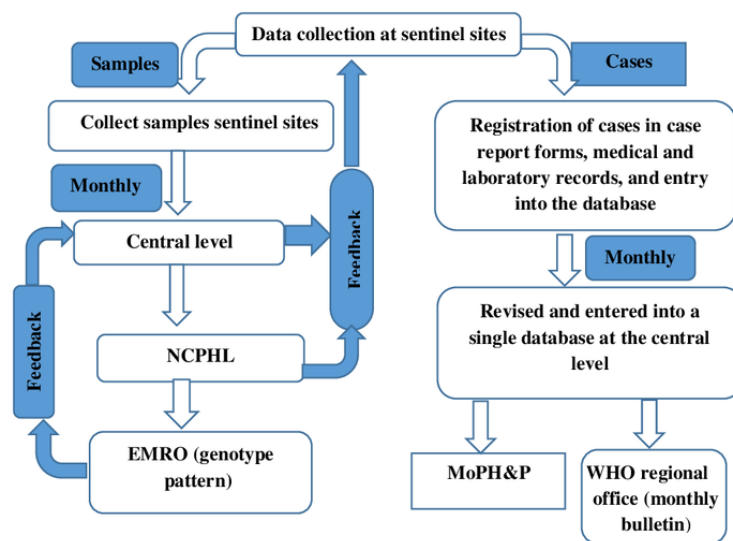 Data collection at sentinel sites
Samples
Cases
Collect samples sentinel sites
Registration of cases in case
report forms, medical and
laboratory records, and entry
into the database
Monthly
Central level
Feedback
Monthly
Feedback
Revised and entered into a
single database at the central
level
NCPHL
EMRO (genotype
pattern)
MoPH&P
WHO regional
office (monthly
bulletin)